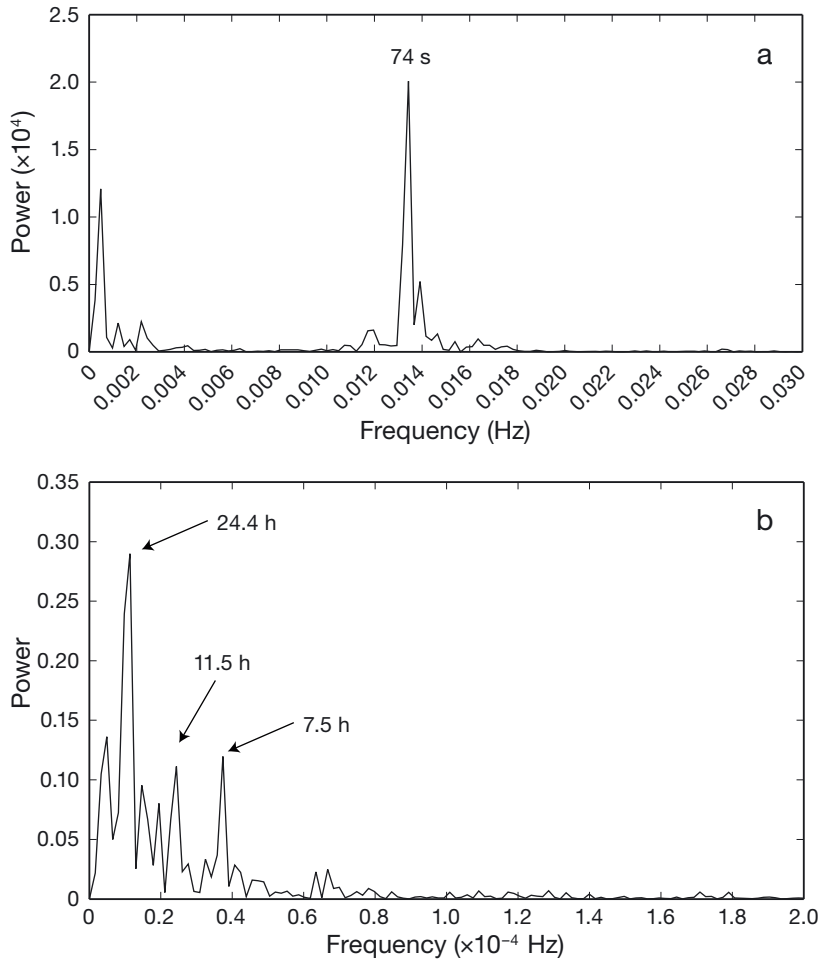 2.5
2.0
1.5
1.0
0.5
0
Power (×10⁴)
74 s
a
0 0.002 0.004 0.006 0.008 0.010 0.012 0.014 0.016 0.018 0.020 0.022 0.024 0.026 0.028 0.030
Frequency (Hz)
0.35
0.30
0.25
0.20
0.15
0.10
0.05
0
Power
24.4 h
11.5 h
7.5 h
b
0 0.2 0.4 0.6 0.8 1.0 1.2 1.4 1.6 1.8 2.0
Frequency (×10⁻⁴ Hz)